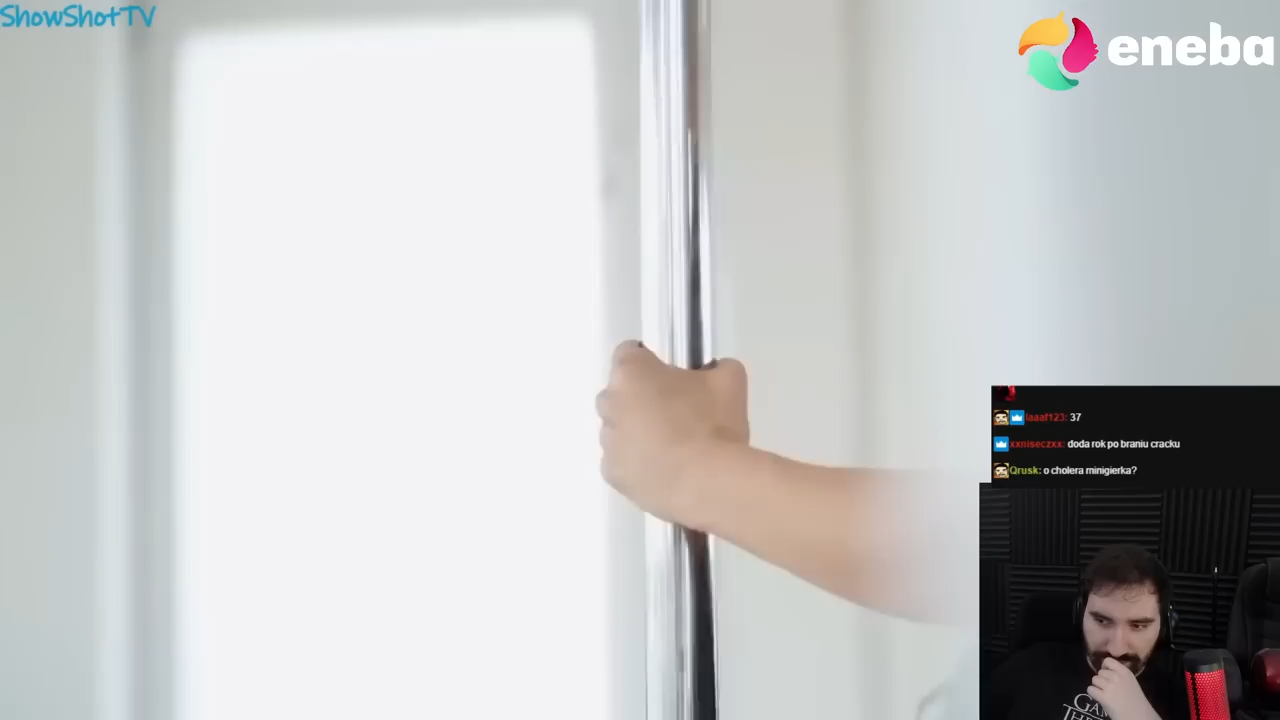 ShowShotTV
eneba
laaaf123: 37
xxniseczxx: doda rok po braniu cracku
Qrusk: o cholera minigierka?